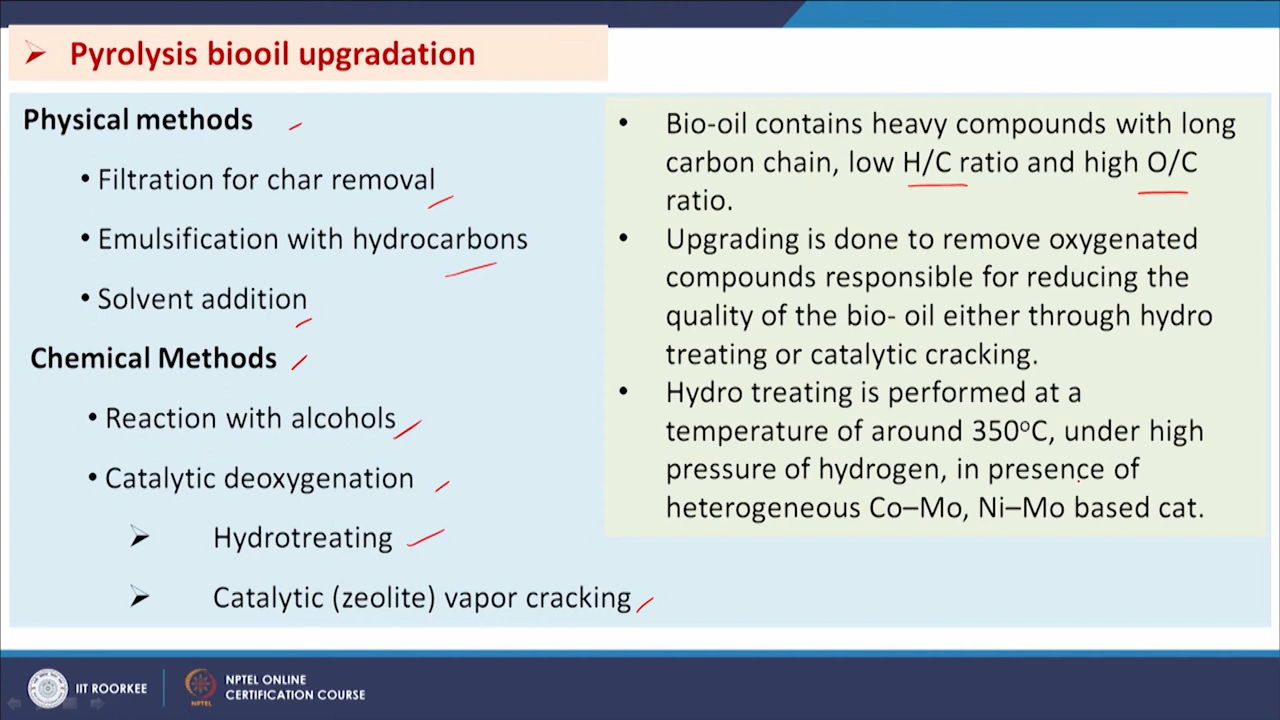 ➢ Pyrolysis biooil upgradation
Physical methods
• Filtration for char removal
• Emulsification with hydrocarbons
• Solvent addition
Chemical Methods
• Reaction with alcohols
• Catalytic deoxygenation
➢ Hydrotreating
➢ Catalytic (zeolite) vapor cracking
• Bio-oil contains heavy compounds with long
carbon chain, low H/C ratio and high O/C
ratio.
• Upgrading is done to remove oxygenated
compounds responsible for reducing the
quality of the bio- oil either through hydro
treating or catalytic cracking.
• Hydro treating is performed at a
temperature of around 350°C, under high
pressure of hydrogen, in presence of
heterogeneous Co–Mo, Ni–Mo based cat.
IIT ROORKEE
NPTEL
NPTEL ONLINE
CERTIFICATION COURSE